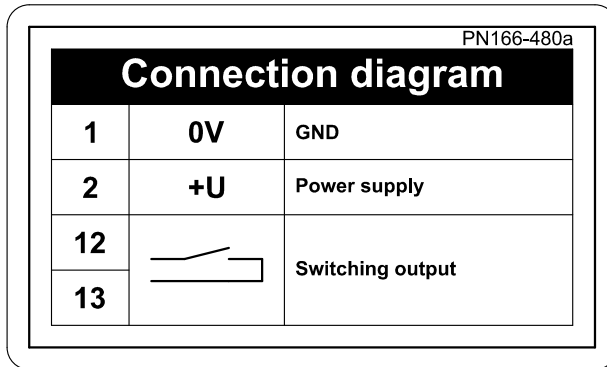 PN166-480a
Connection diagram
1 0V GND
2 +U Power supply
12
Switching output
13